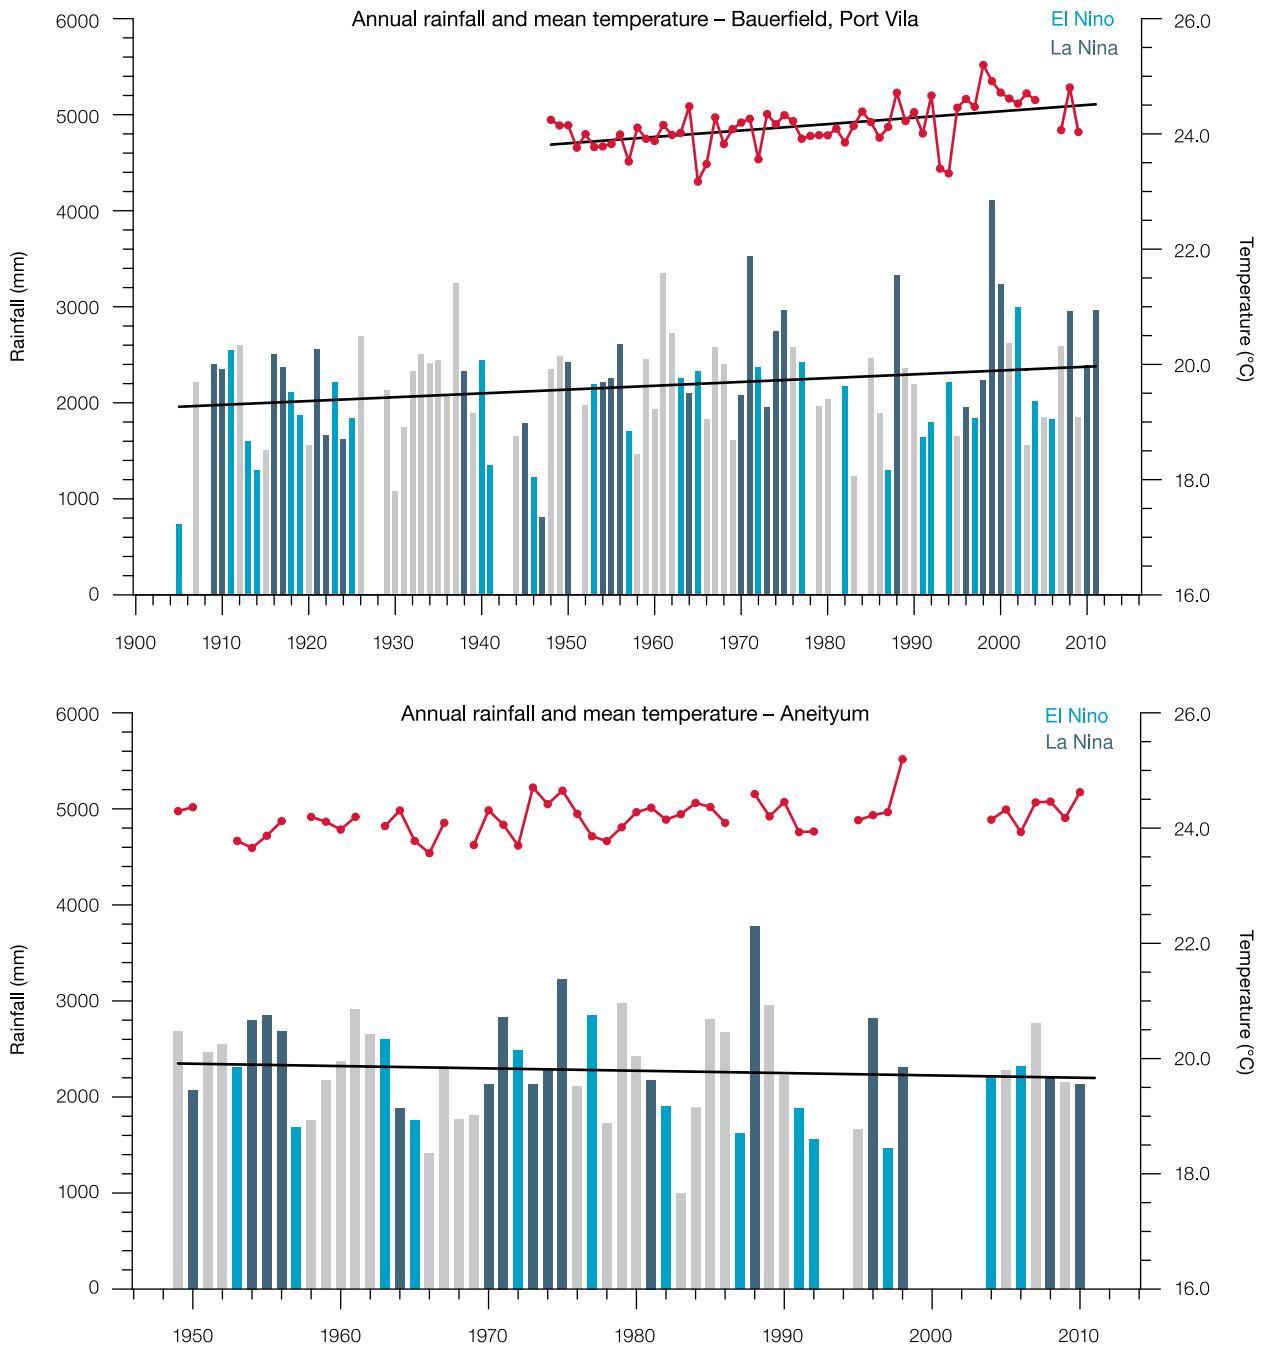 Annual rainfall and mean temperature – Bauerfield, Port Vila
El Nino
La Nina
6000
5000
4000
3000
2000
1000
0
Rainfall (mm)
26.0
24.0
22.0
20.0
18.0
16.0
Temperature (°C)
1900 1910 1920 1930 1940 1950 1960 1970 1980 1990 2000 2010
Annual rainfall and mean temperature – Aneityum
El Nino
La Nina
6000
5000
4000
3000
2000
1000
0
Rainfall (mm)
26.0
24.0
22.0
20.0
18.0
16.0
Temperature (°C)
1950 1960 1970 1980 1990 2000 2010